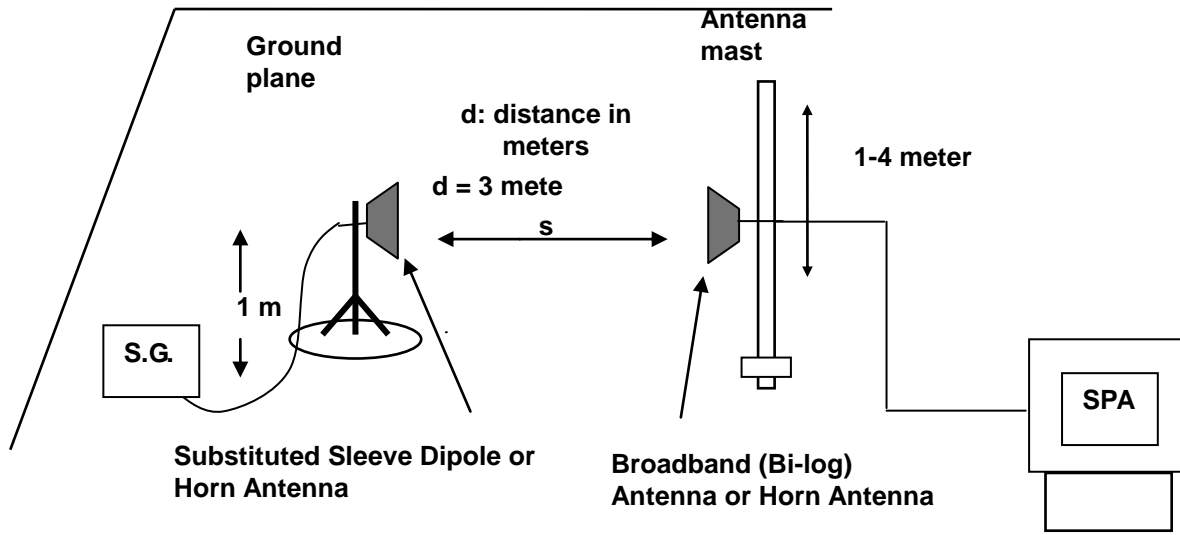 Antenna
mast
Ground
plane
d: distance in
meters
d = 3 mete
s
1-4 meter
1 m
S.G.
SPA
Substituted Sleeve Dipole or
Horn Antenna
Broadband (Bi-log)
Antenna or Horn Antenna